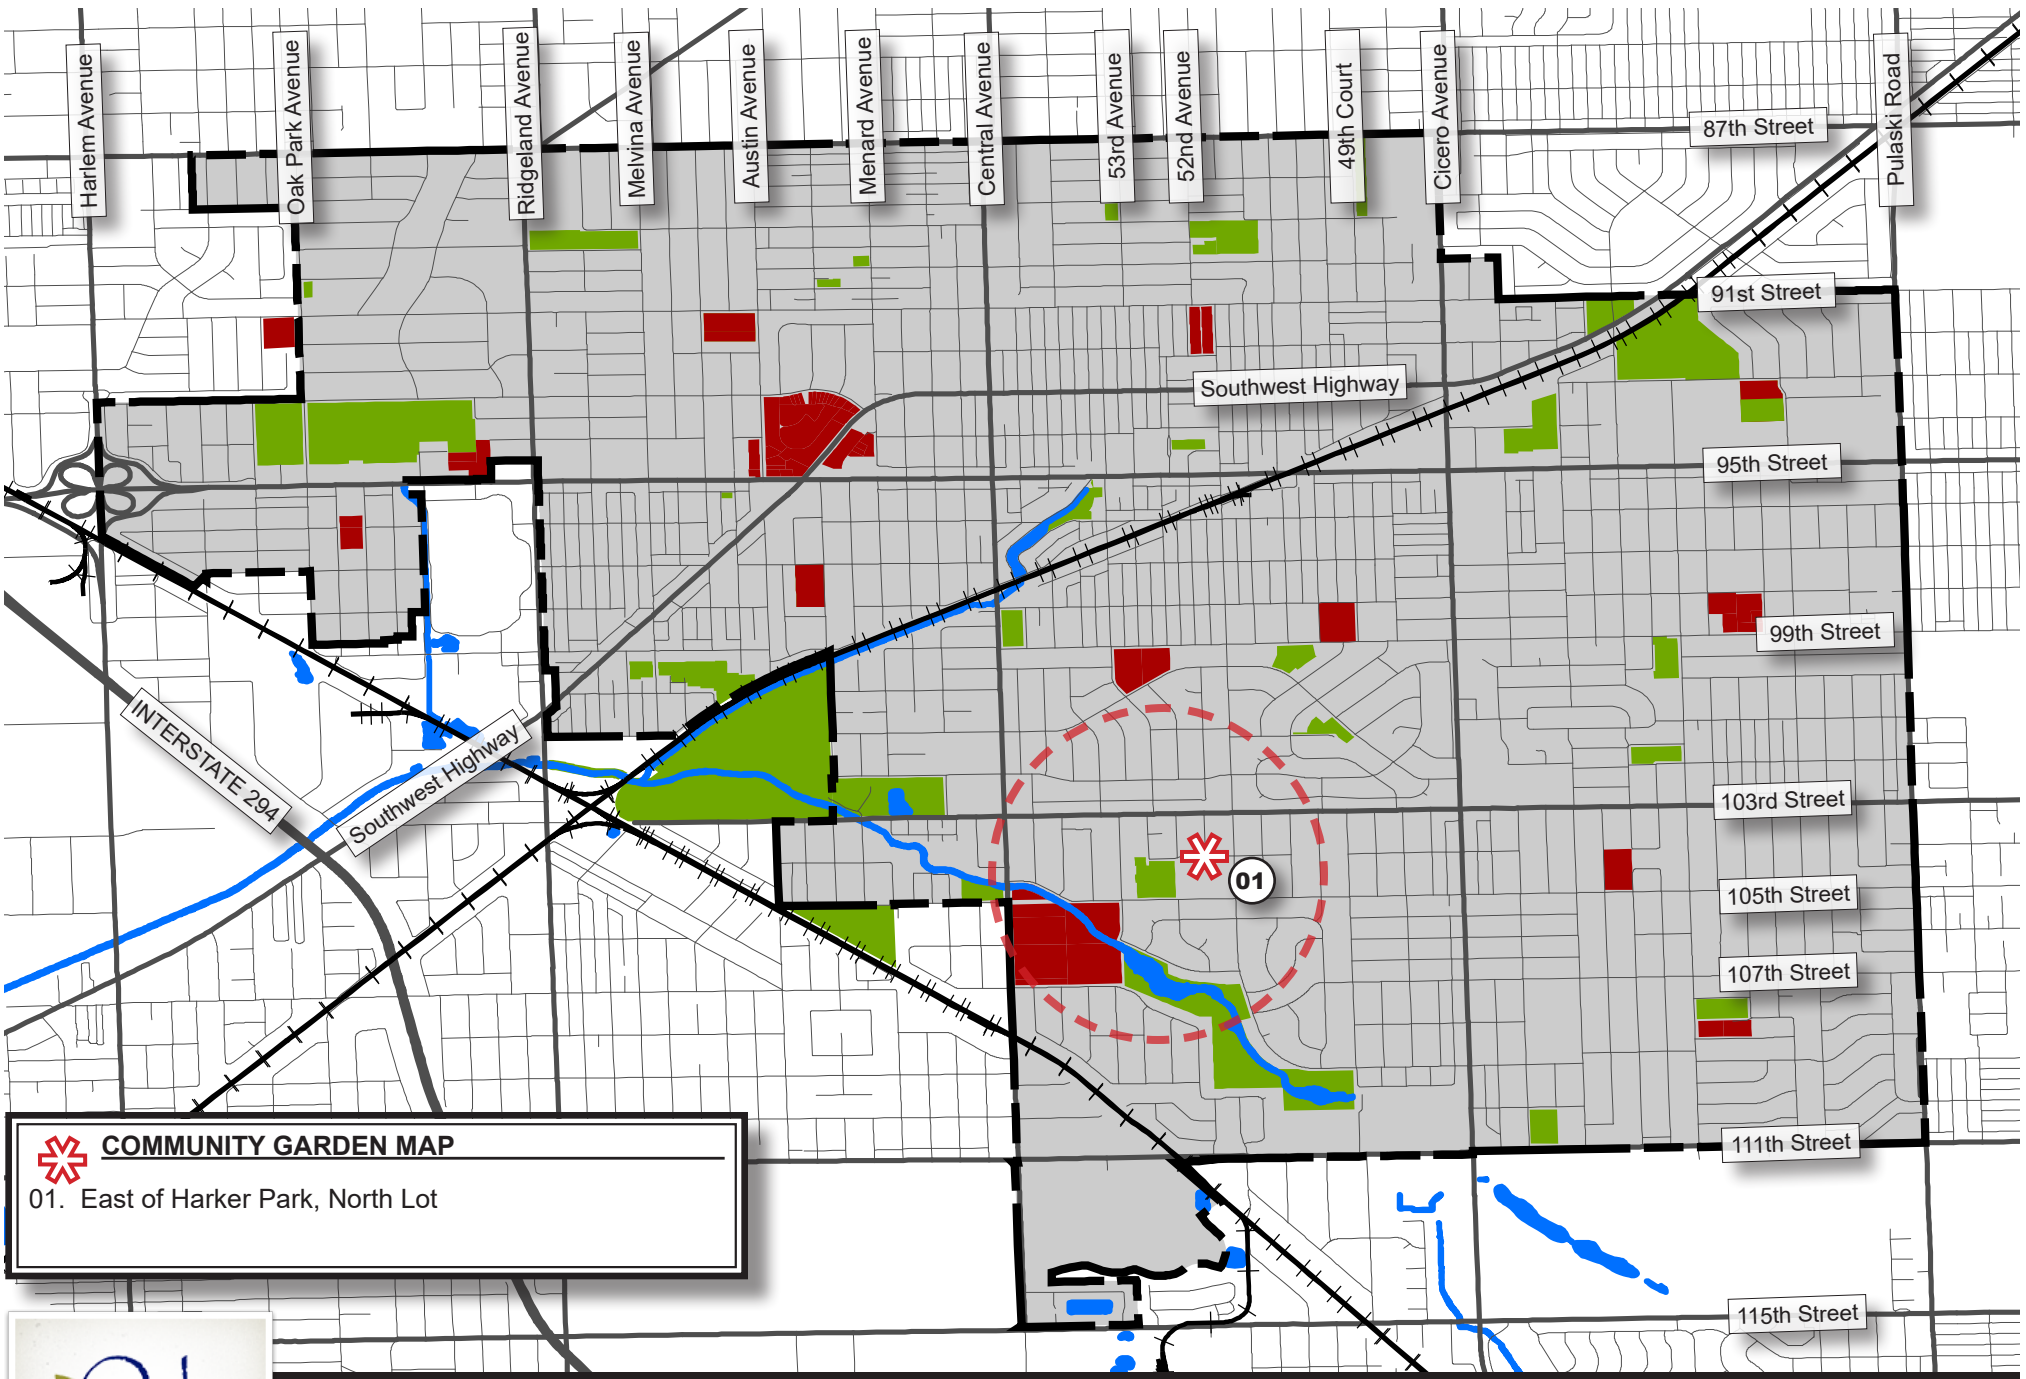 Harlem Avenue
Oak Park Avenue
Ridgeland Avenue
Melvina Avenue
Austin Avenue
Menard Avenue
Central Avenue
53rd Avenue
52nd Avenue
49th Court
Cicero Avenue
Pulaski Road
87th Street
91st Street
Southwest Highway
95th Street
99th Street
INTERSTATE 294
Southwest Highway
103rd Street
01
105th Street
107th Street
111th Street
COMMUNITY GARDEN MAP
01. East of Harker Park, North Lot
115th Street